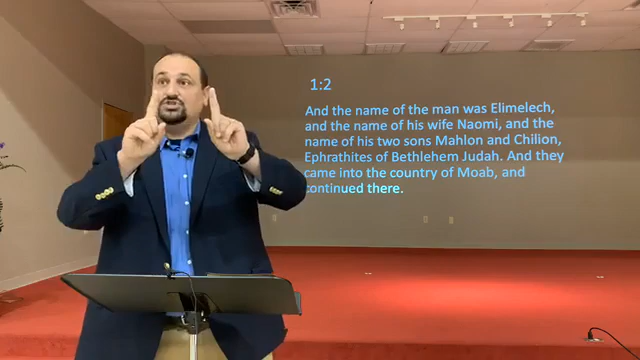 1:2
And the name of the man was Elimelech,
and the name of his wife Naomi, and the
name of his two sons Mahlon and Chilion,
Ephrathites of Bethlehem Judah. And they
came into the country of Moab, and
continued there.